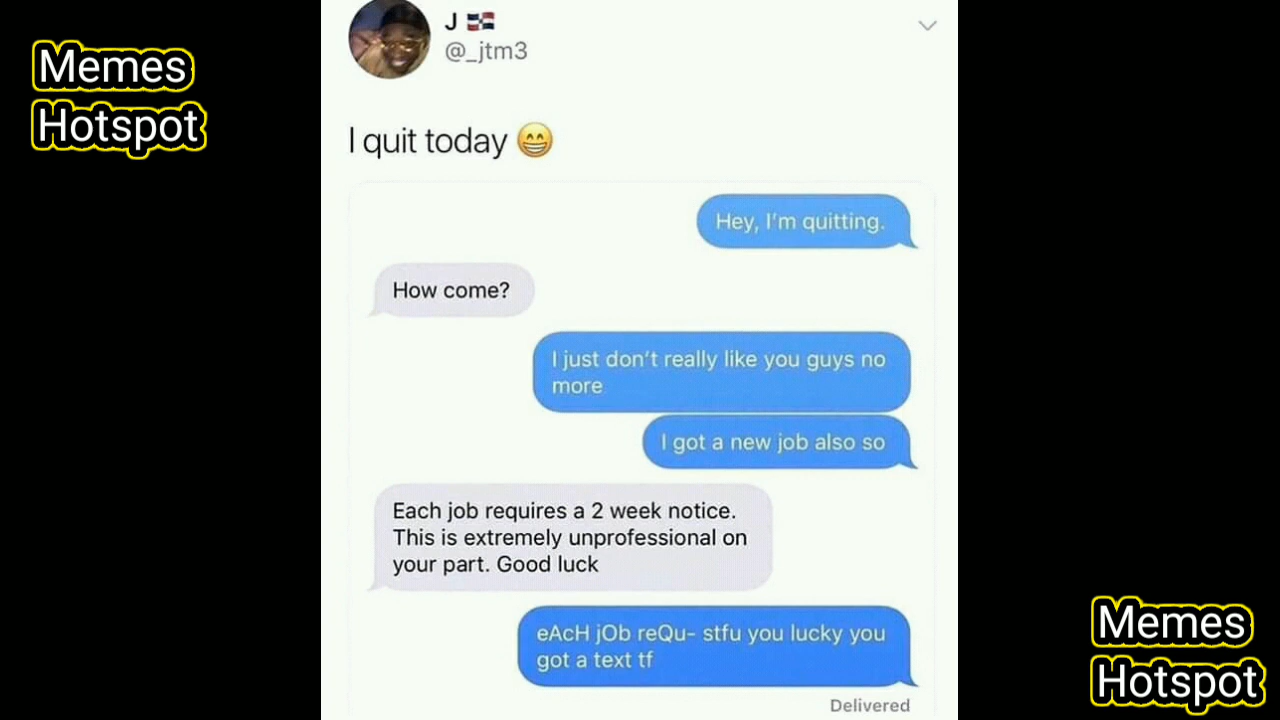 Memes
Hotspot
J 🇩🇴
@_jtm3
I quit today 😁
Hey, I'm quitting.
How come?
I just don't really like you guys no
more
I got a new job also so
Each job requires a 2 week notice.
This is extremely unprofessional on
your part. Good luck
eAcH jOb reQu- stfu you lucky you
got a text tf
Delivered
Memes
Hotspot